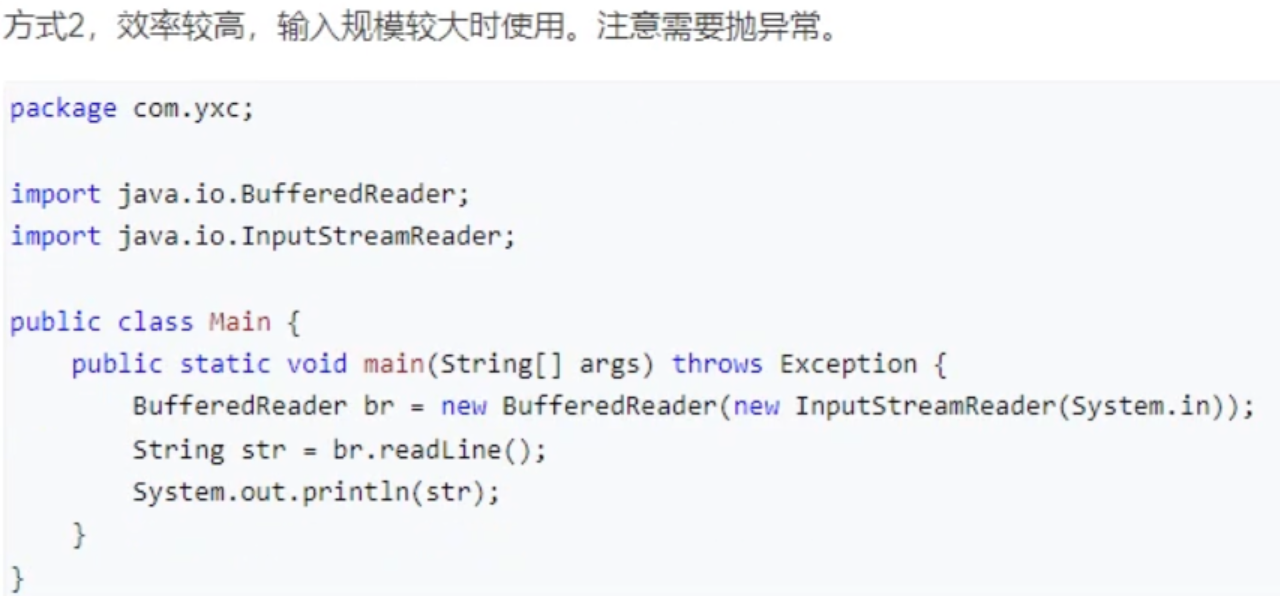 方式2，效率较高，输入规模较大时使用。注意需要抛异常。
package com.yxc;
import java.io.BufferedReader;
import java.io.InputStreamReader;
public class Main {
    public static void main(String[] args) throws Exception {
        BufferedReader br = new BufferedReader(new InputStreamReader(System.in));
        String str = br.readLine();
        System.out.println(str);
    }
}